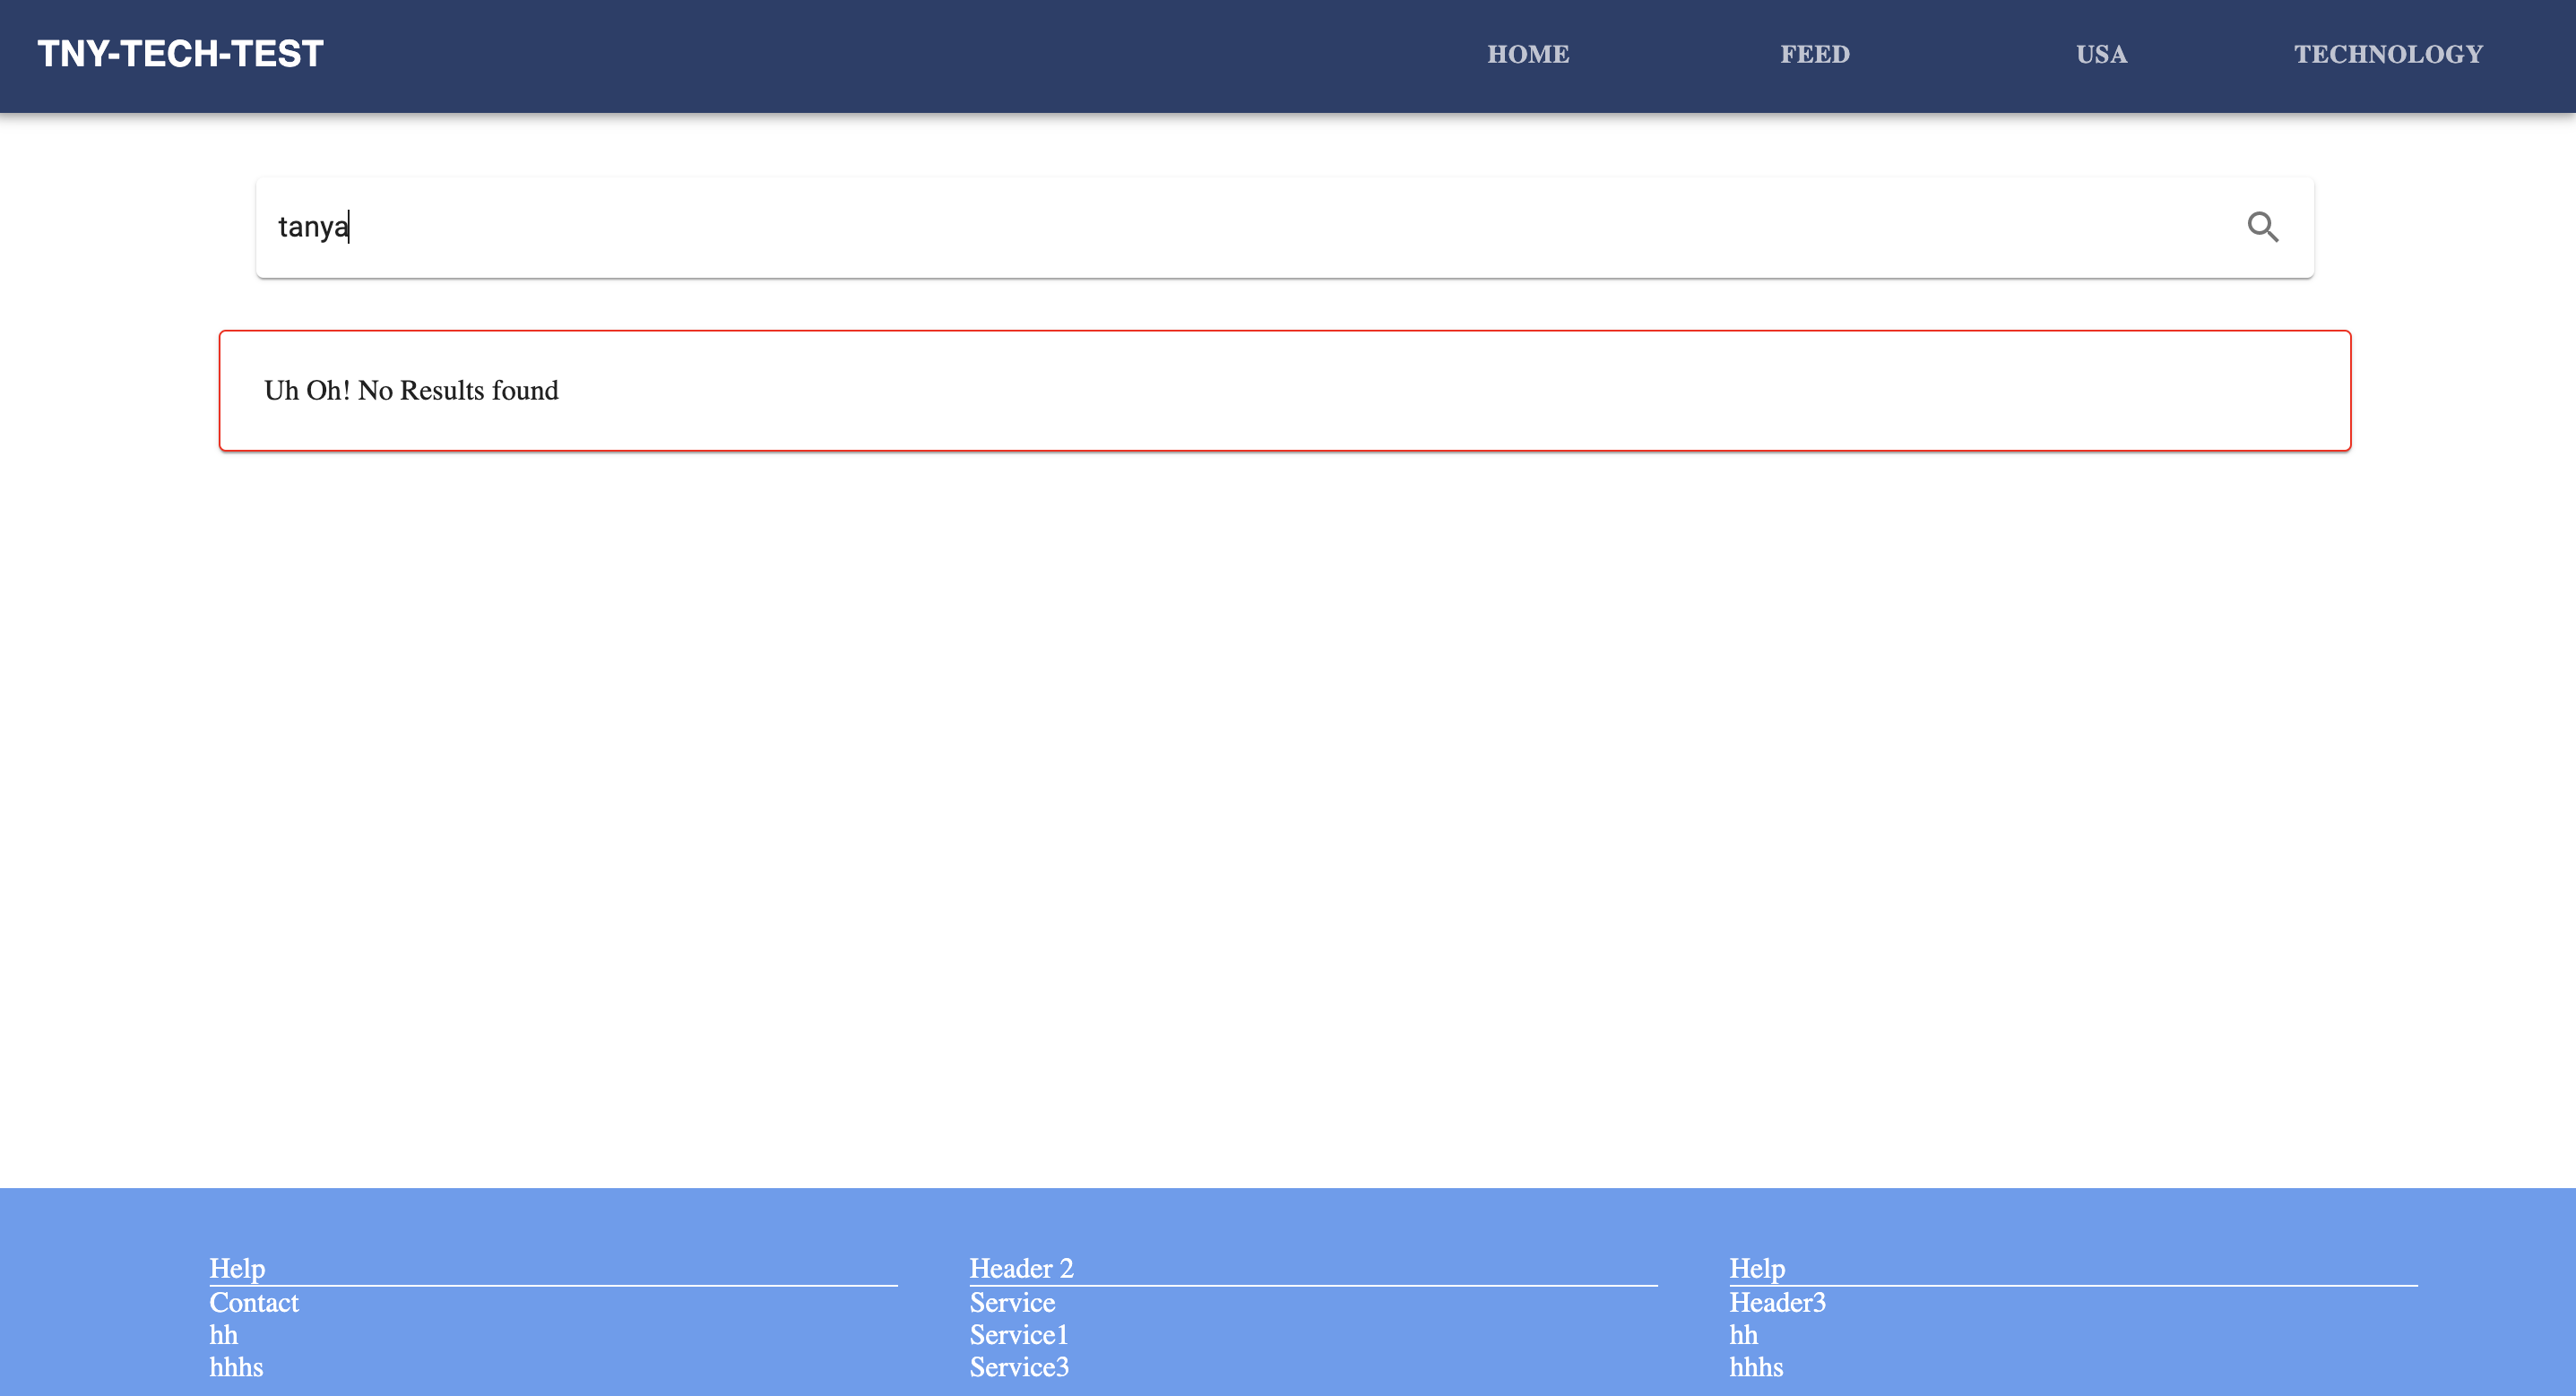 TNY-TECH-TEST HOME FEED USA TECHNOLOGY
tanya
Uh Oh! No Results found
Help
Contact
hh
hhhs
Header 2
Service
Service1
Service3
Help
Header3
hh
hhhs